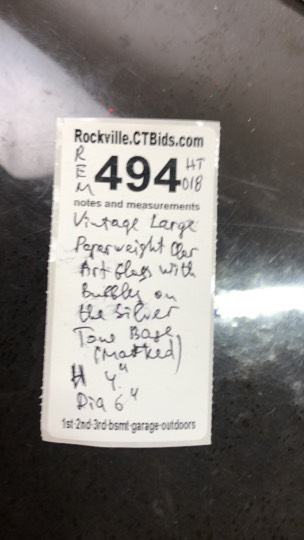 Rockville.CTBids.com
REM 494 HT 018
notes and measurements
Vintage Large
Paperweight Clear
Art Glass with
Bubbles on
the Silver
Tone Base
(Marked)
H 4"
Dia 6"
1st-2nd-3rd-bsmt-garage-outdoors